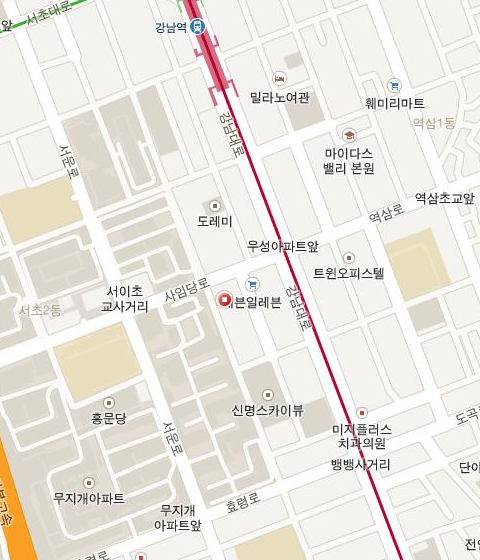 앞
서초대로
강남역
밀라노여관
훼미리마트
역삼1동
강남대로
서운로
마이다스
밸리 본원
역삼초교앞
역삼로
도레미
우성아파트앞
트윈오피스텔
사임당로
서이초
교사거리
서초2동
세븐일레븐
강남대로
신명스카이뷰
홍문당
미지플러스
치과의원
서운로
뱅뱅사거리
무지개아파트
무지개
아파트앞
효령로
효령로